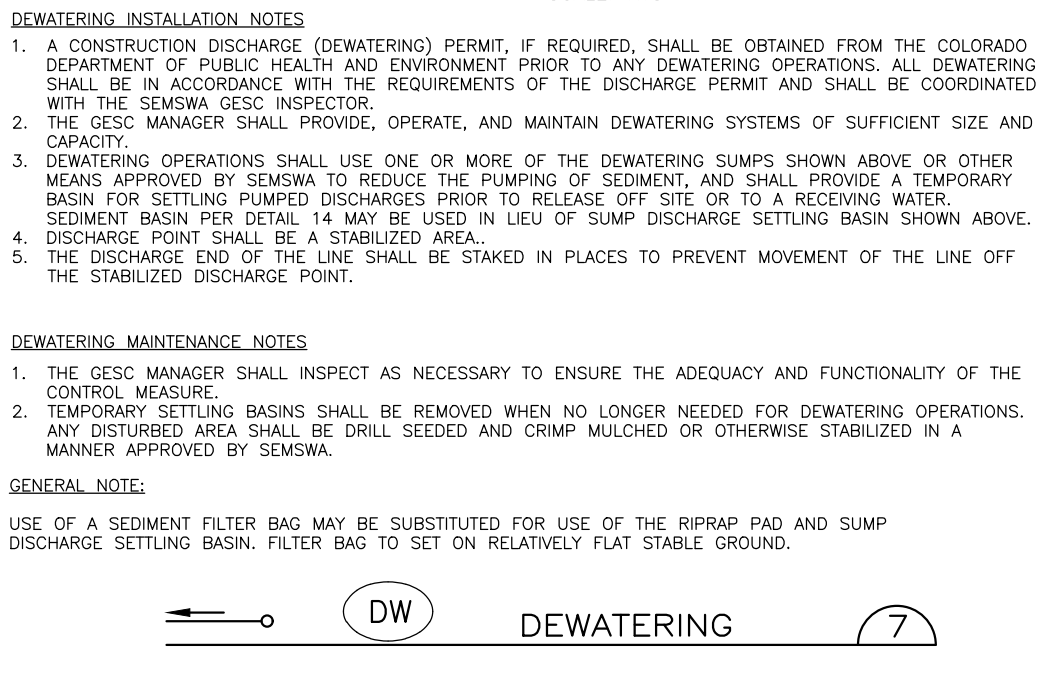 DEWATERING INSTALLATION NOTES
1. A CONSTRUCTION DISCHARGE (DEWATERING) PERMIT, IF REQUIRED, SHALL BE OBTAINED FROM THE COLORADO
DEPARTMENT OF PUBLIC HEALTH AND ENVIRONMENT PRIOR TO ANY DEWATERING OPERATIONS. ALL DEWATERING
SHALL BE IN ACCORDANCE WITH THE REQUIREMENTS OF THE DISCHARGE PERMIT AND SHALL BE COORDINATED
WITH THE SEMSWA GESC INSPECTOR.
2. THE GESC MANAGER SHALL PROVIDE, OPERATE, AND MAINTAIN DEWATERING SYSTEMS OF SUFFICIENT SIZE AND
CAPACITY.
3. DEWATERING OPERATIONS SHALL USE ONE OR MORE OF THE DEWATERING SUMPS SHOWN ABOVE OR OTHER
MEANS APPROVED BY SEMSWA TO REDUCE THE PUMPING OF SEDIMENT, AND SHALL PROVIDE A TEMPORARY
BASIN FOR SETTLING PUMPED DISCHARGES PRIOR TO RELEASE OFF SITE OR TO A RECEIVING WATER.
SEDIMENT BASIN PER DETAIL 14 MAY BE USED IN LIEU OF SUMP DISCHARGE SETTLING BASIN SHOWN ABOVE.
4. DISCHARGE POINT SHALL BE A STABILIZED AREA..
5. THE DISCHARGE END OF THE LINE SHALL BE STAKED IN PLACES TO PREVENT MOVEMENT OF THE LINE OFF
THE STABILIZED DISCHARGE POINT.
DEWATERING MAINTENANCE NOTES
1. THE GESC MANAGER SHALL INSPECT AS NECESSARY TO ENSURE THE ADEQUACY AND FUNCTIONALITY OF THE
CONTROL MEASURE.
2. TEMPORARY SETTLING BASINS SHALL BE REMOVED WHEN NO LONGER NEEDED FOR DEWATERING OPERATIONS.
ANY DISTURBED AREA SHALL BE DRILL SEEDED AND CRIMP MULCHED OR OTHERWISE STABILIZED IN A
MANNER APPROVED BY SEMSWA.
GENERAL NOTE:
USE OF A SEDIMENT FILTER BAG MAY BE SUBSTITUTED FOR USE OF THE RIPRAP PAD AND SUMP
DISCHARGE SETTLING BASIN. FILTER BAG TO SET ON RELATIVELY FLAT STABLE GROUND.
DW DEWATERING 7